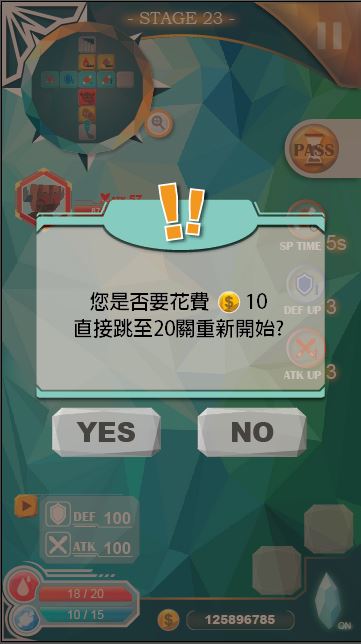 - STAGE 23 -
PASS
SP TIME 5s
您是否要花費 $ 10
直接跳至20關重新開始?
DEF UP 3
ATK UP 3
YES
NO
DEF 100
ATK 100
18 / 20
10 / 15
$ 125896785
ON